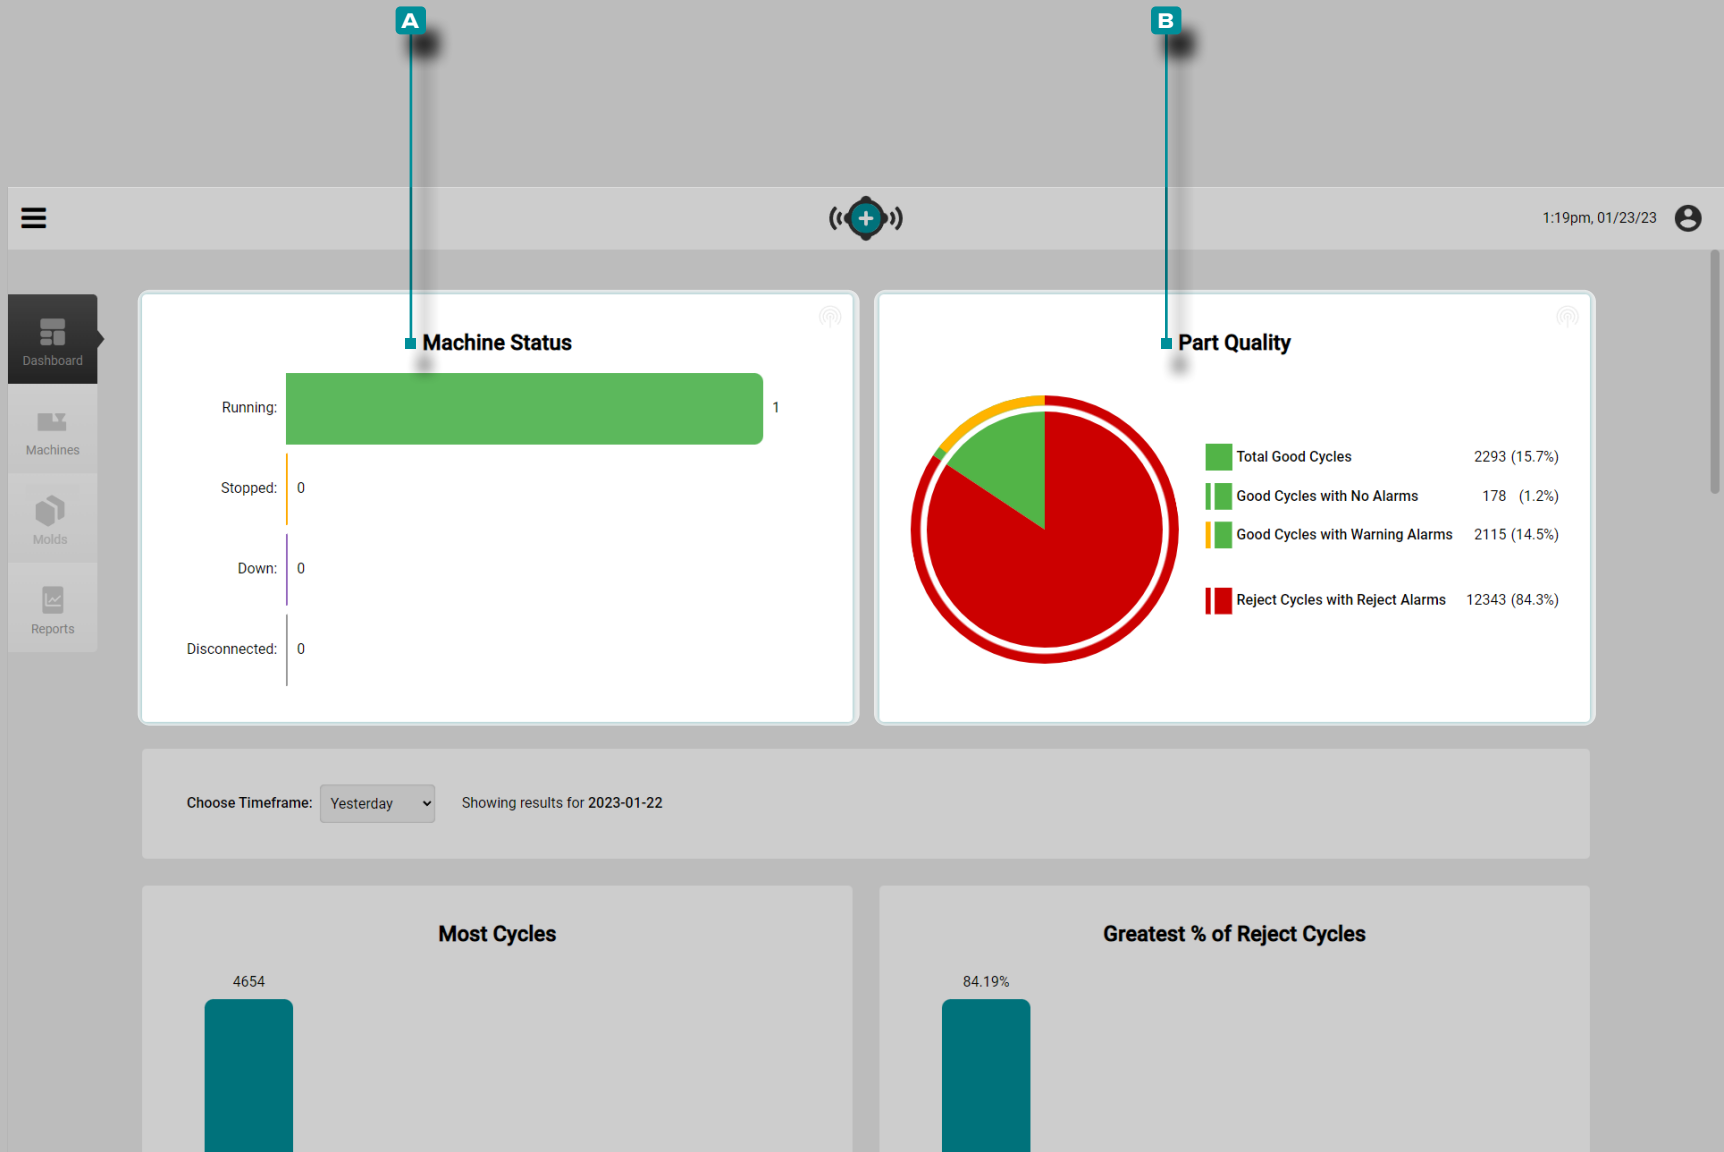 A
B
1:19pm, 01/23/23
Dashboard
Machines
Molds
Reports
Machine Status
Running: 1
Stopped: 0
Down: 0
Disconnected: 0
Part Quality
Total Good Cycles 2293 (15.7%)
Good Cycles with No Alarms 178 (1.2%)
Good Cycles with Warning Alarms 2115 (14.5%)
Reject Cycles with Reject Alarms 12343 (84.3%)
Choose Timeframe: Yesterday Showing results for 2023-01-22
Most Cycles
4654
Greatest % of Reject Cycles
84.19%